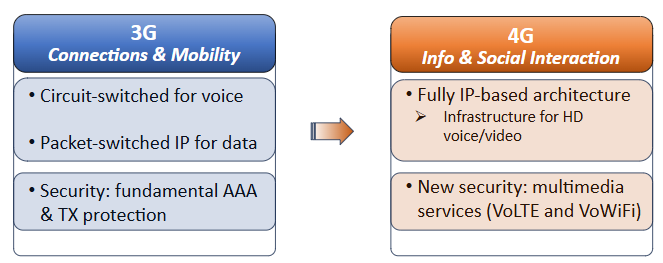 3G
Connections & Mobility
• Circuit-switched for voice
• Packet-switched IP for data
• Security: fundamental AAA
& TX protection
4G
Info & Social Interaction
• Fully IP-based architecture
➢ Infrastructure for HD
voice/video
• New security: multimedia
services (VoLTE and VoWiFi)